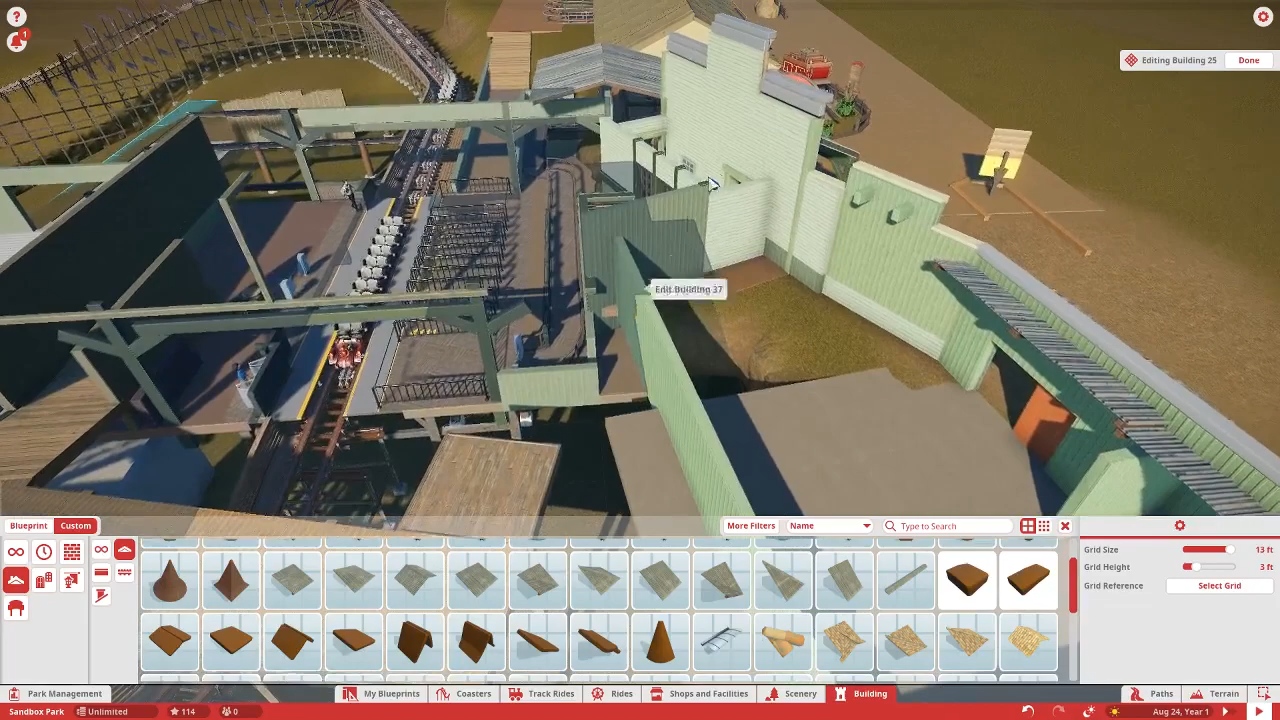 ?
1
Editing Building 25
Done
Edit Building 37
Blueprint
Custom
More Filters
Name
Type to Search
Grid Size
13 ft
Grid Height
3 ft
Grid Reference
Select Grid
Park Management
My Blueprints
Coasters
Track Rides
Rides
Shops and Facilities
Scenery
Building
Paths
Terrain
Sandbox Park
Unlimited
114
0
Aug 24, Year 1